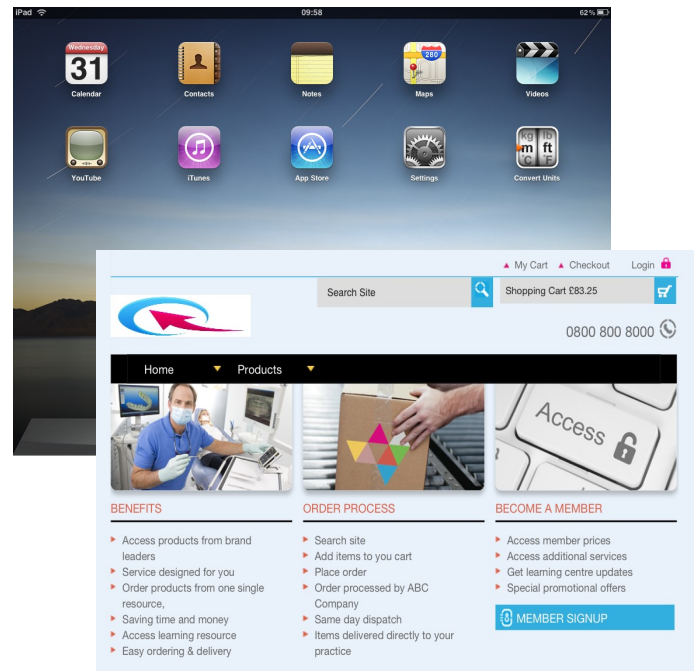 iPad 09:58 62%
Wednesday
31
280
kg lb
m ft
°C °F
Calendar Contacts Notes Maps Videos
YouTube iTunes App Store Settings Convert Units
My Cart Checkout Login
Search Site
Shopping Cart £83.25
0800 800 8000
Home Products
Access
BENEFITS
Access products from brand
leaders
Service designed for you
Order products from one single
resource,
Saving time and money
Access learning resource
Easy ordering & delivery
ORDER PROCESS
Search site
Add items to you cart
Place order
Order processed by ABC
Company
Same day dispatch
Items delivered directly to your
practice
BECOME A MEMBER
Access member prices
Access additional services
Get learning centre updates
Special promotional offers
MEMBER SIGNUP